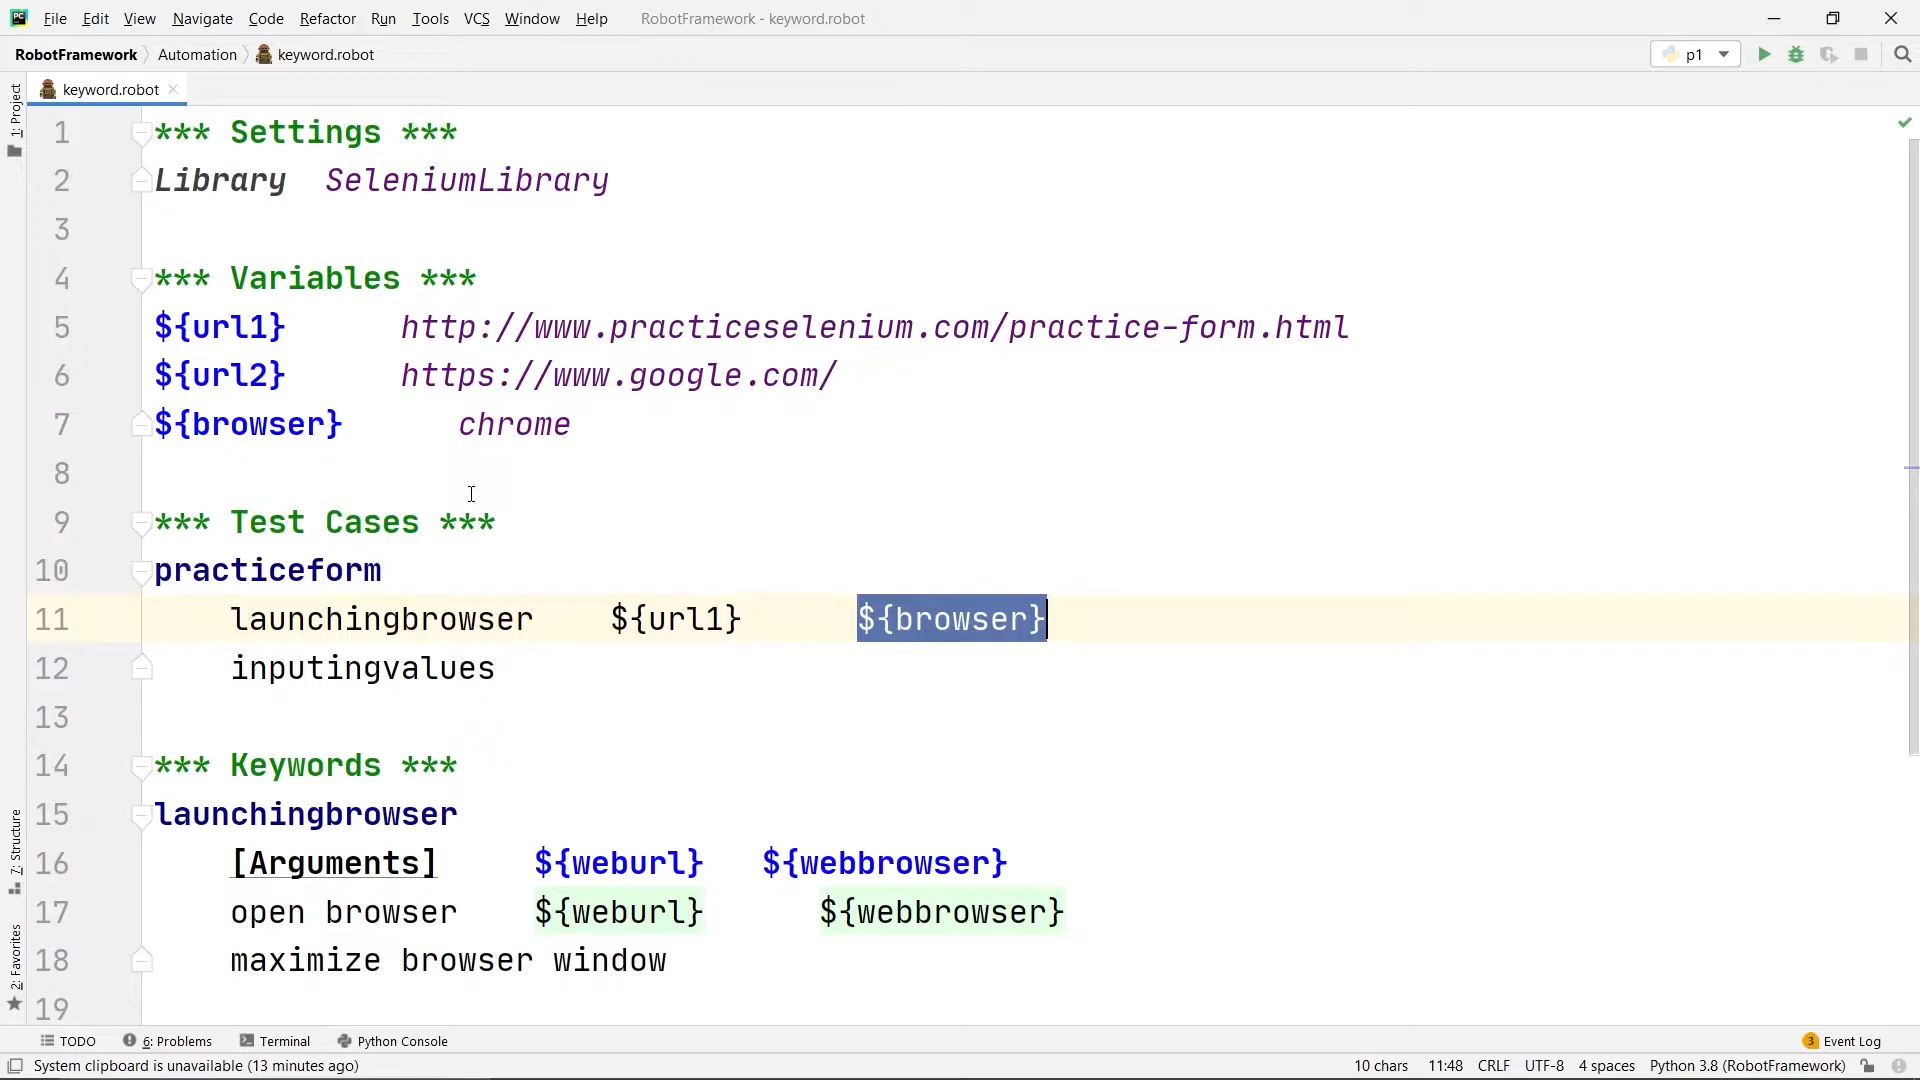 PC File Edit View Navigate Code Refactor Run Tools VCS Window Help RobotFramework - keyword.robot
RobotFramework Automation keyword.robot p1
keyword.robot
1: Project
1 *** Settings ***
2 Library SeleniumLibrary
3
4 *** Variables ***
5 ${url1} http://www.practiceselenium.com/practice-form.html
6 ${url2} https://www.google.com/
7 ${browser} chrome
8
9 *** Test Cases ***
10 practiceform
11 launchingbrowser ${url1} ${browser}
12 inputingvalues
13
14 *** Keywords ***
15 launchingbrowser
16 [Arguments] ${weburl} ${webbrowser}
17 open browser ${weburl} ${webbrowser}
18 maximize browser window
19
7: Structure
2: Favorites
TODO 6: Problems Terminal Python Console 3 Event Log
System clipboard is unavailable (13 minutes ago) 10 chars 11:48 CRLF UTF-8 4 spaces Python 3.8 (RobotFramework)